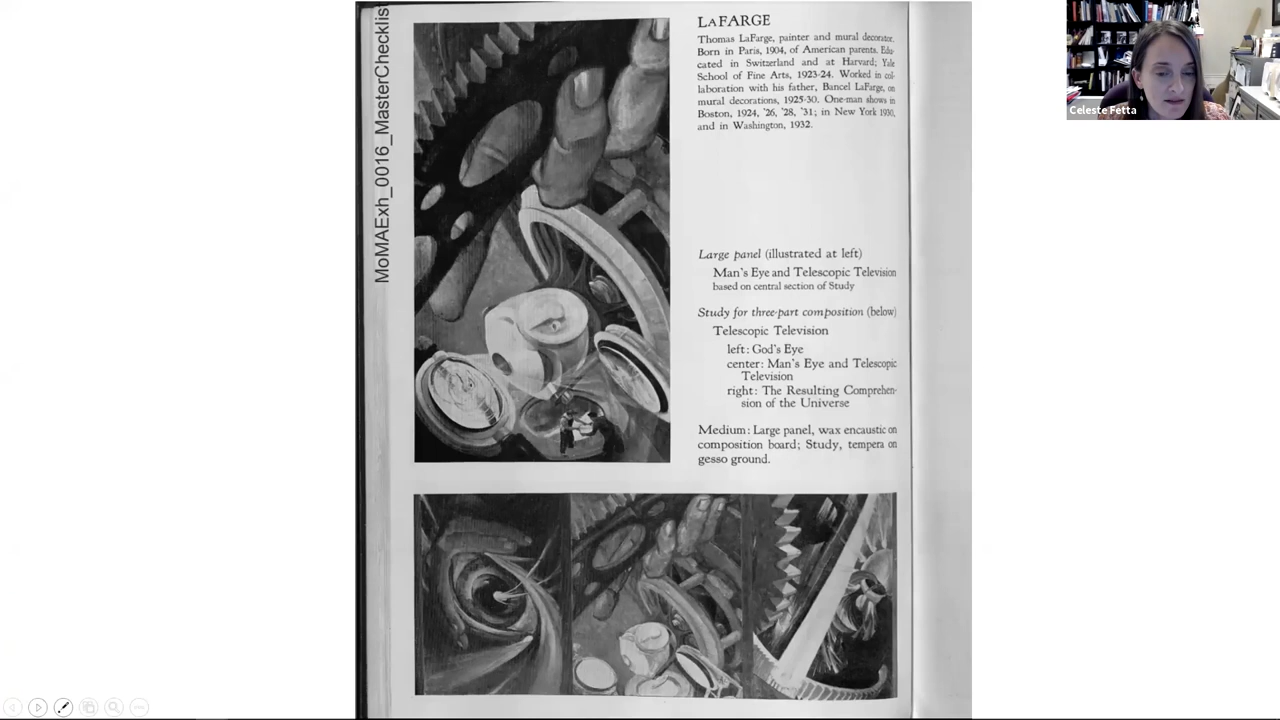 MoMAExh_0016_MasterChecklist
LAFARGE
Thomas LaFarge, painter and mural decorator.
Born in Paris, 1904, of American parents. Edu-
cated in Switzerland and at Harvard; Yale
School of Fine Arts, 1923-24. Worked in col-
laboration with his father, Bancel LaFarge, on
mural decorations, 1925-30. One-man shows in
Boston, 1924, '26, '28, '31; in New York 1930,
and in Washington, 1932.
Large panel (illustrated at left)
Man's Eye and Telescopic Television
based on central section of Study
Study for three-part composition (below)
Telescopic Television
left: God's Eye
center: Man's Eye and Telescopic
Television
right: The Resulting Comprehen-
sion of the Universe
Medium: Large panel, wax encaustic on
composition board; Study, tempera on
gesso ground.
Celeste Fetta